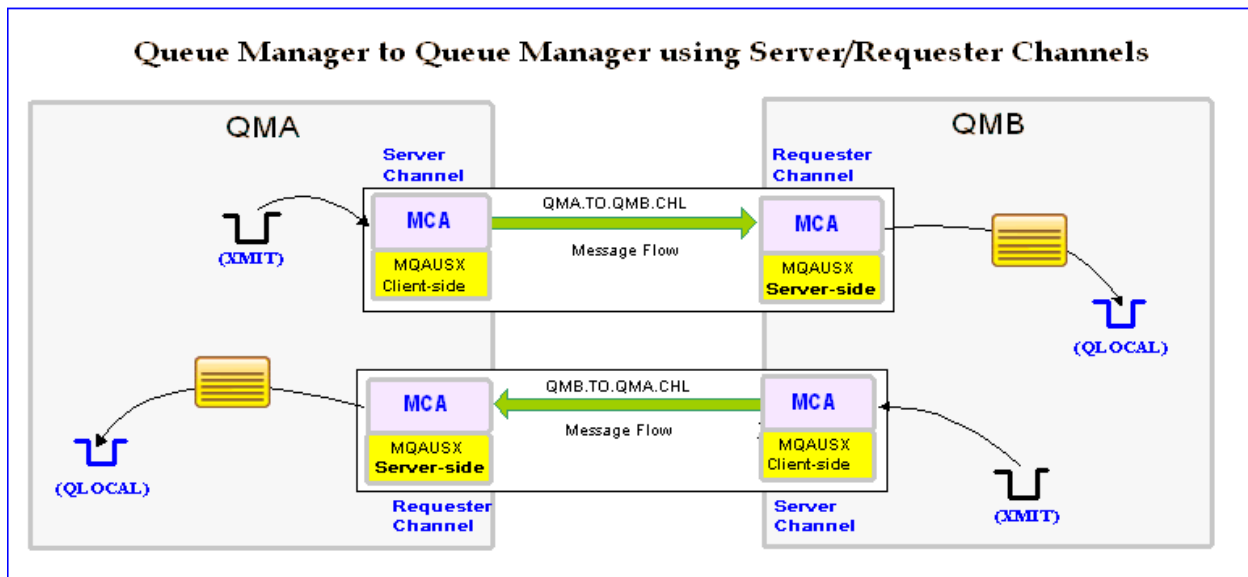 Queue Manager to Queue Manager using Server/Requester Channels
QMA
QMB
Server
Channel
Requester
Channel
(XMIT)
MCA
MQAUSX
Client-side
QMA.TO.QMB.CHL
Message Flow
MCA
MQAUSX
Server-side
(QLOCAL)
(QLOCAL)
MCA
MQAUSX
Server-side
QMB.TO.QMA.CHL
Message Flow
MCA
MQAUSX
Client-side
(XMIT)
Requester
Channel
Server
Channel